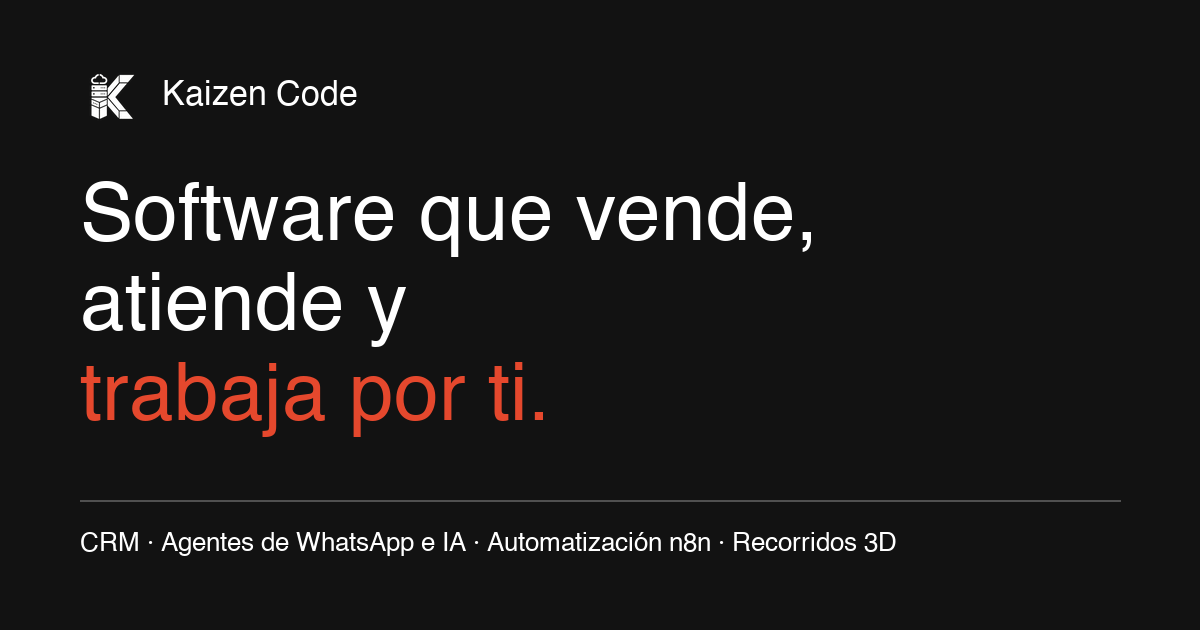 Kaizen Code
Software que vende,
atiende y
trabaja por ti.
CRM · Agentes de WhatsApp e IA · Automatización n8n · Recorridos 3D